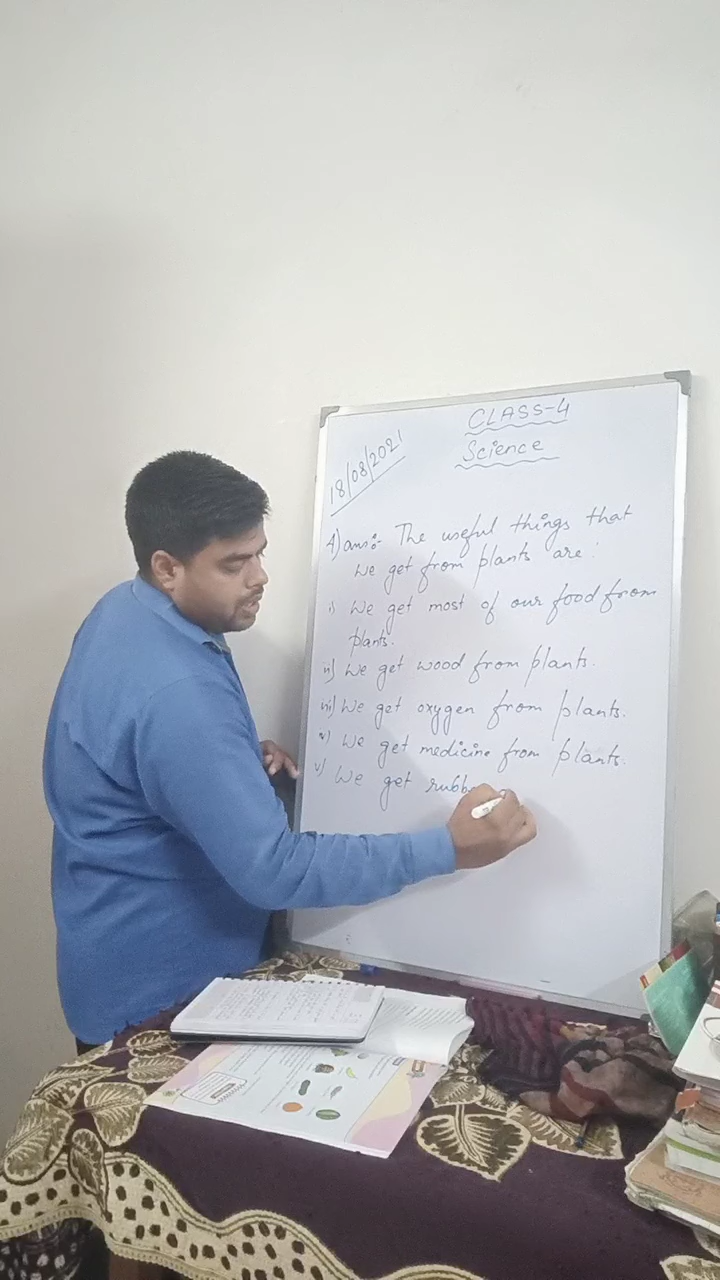 CLASS-4
Science
18/08/2021
4) ans:- The useful things that
we get from plants are:
i) We get most of our food from
plants.
ii) We get wood from plants.
iii) We get oxygen from plants.
iv) We get medicine from plants.
v) We get rubb